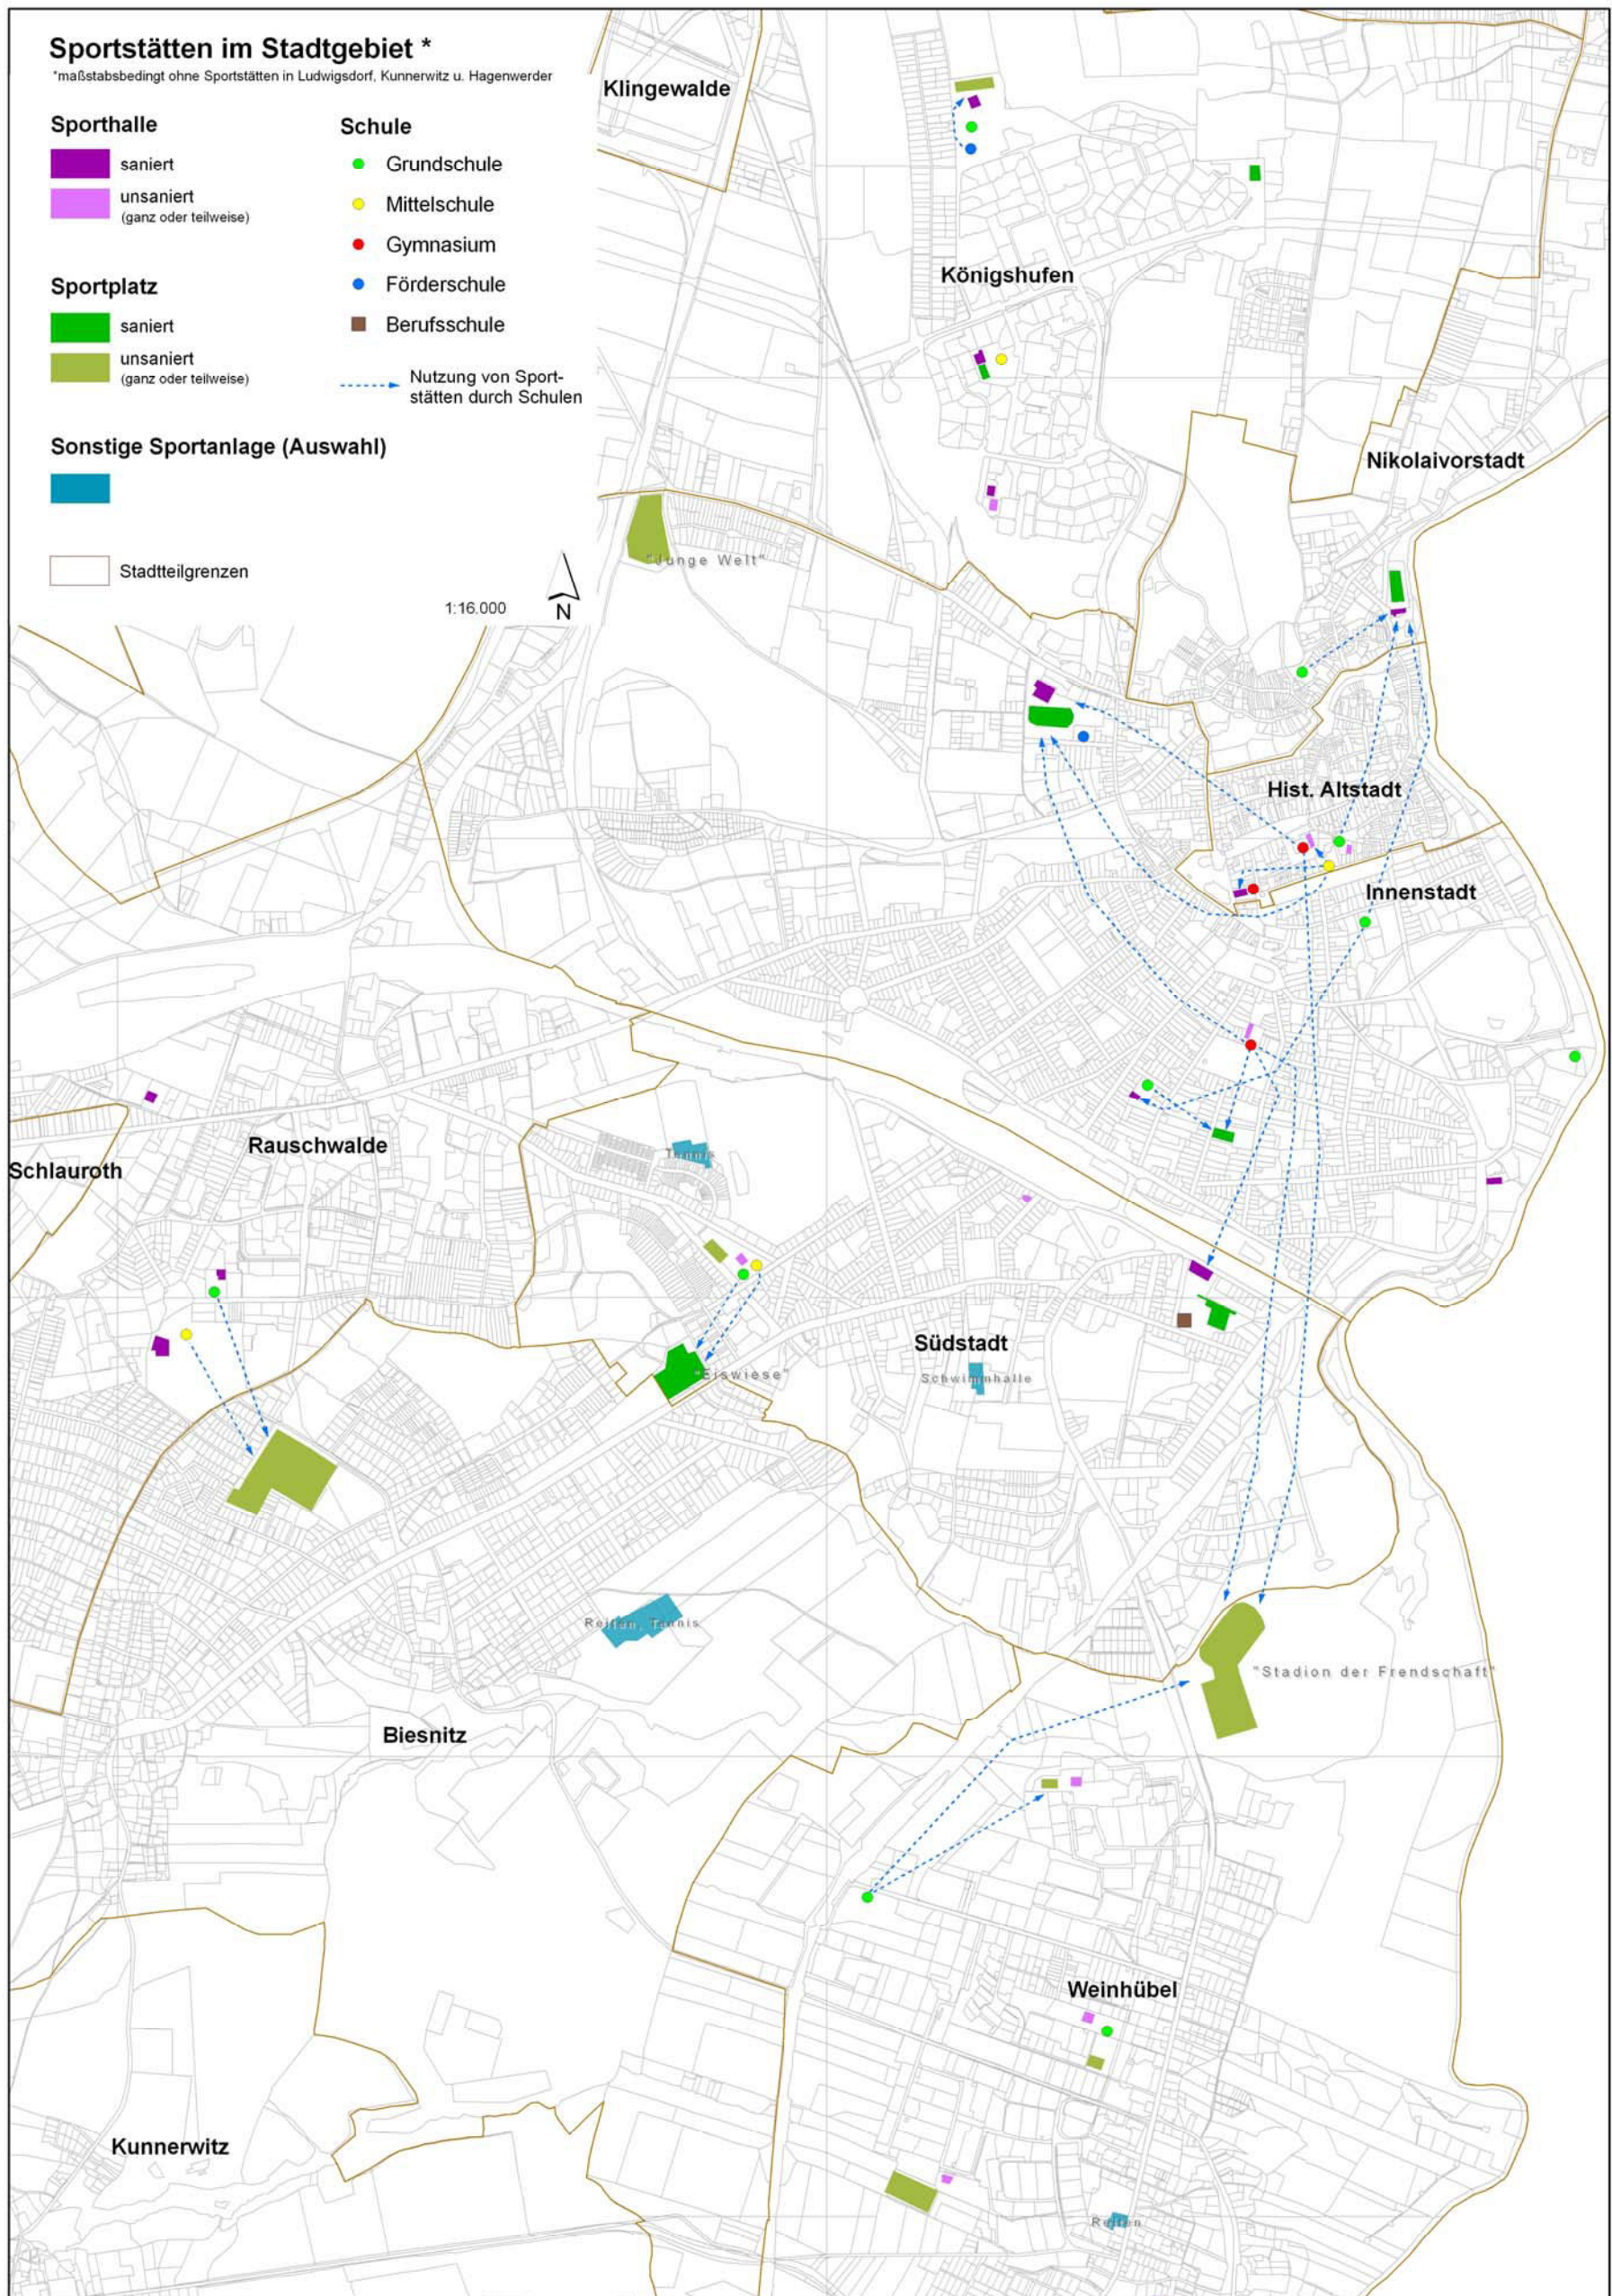 Sportstätten im Stadtgebiet *
*maßstabsbedingt ohne Sportstätten in Ludwigsdorf, Kunnerwitz u. Hagenwerder
Sporthalle
saniert
unsaniert
(ganz oder teilweise)
Sportplatz
saniert
unsaniert
(ganz oder teilweise)
Sonstige Sportanlage (Auswahl)
Stadtteilgrenzen
Schule
Grundschule
Mittelschule
Gymnasium
Förderschule
Berufsschule
Nutzung von Sport-
stätten durch Schulen
1:16.000
N
Klingewalde
Königshufen
Nikolaivorstadt
"Junge Welt"
Hist. Altstadt
Innenstadt
Rauschwalde
Tennis
Schlauroth
Südstadt
"Eiswiese"
Schwimmhalle
Reiten, Tennis
"Stadion der Frendschaft"
Biesnitz
Weinhübel
Kunnerwitz
Reiten